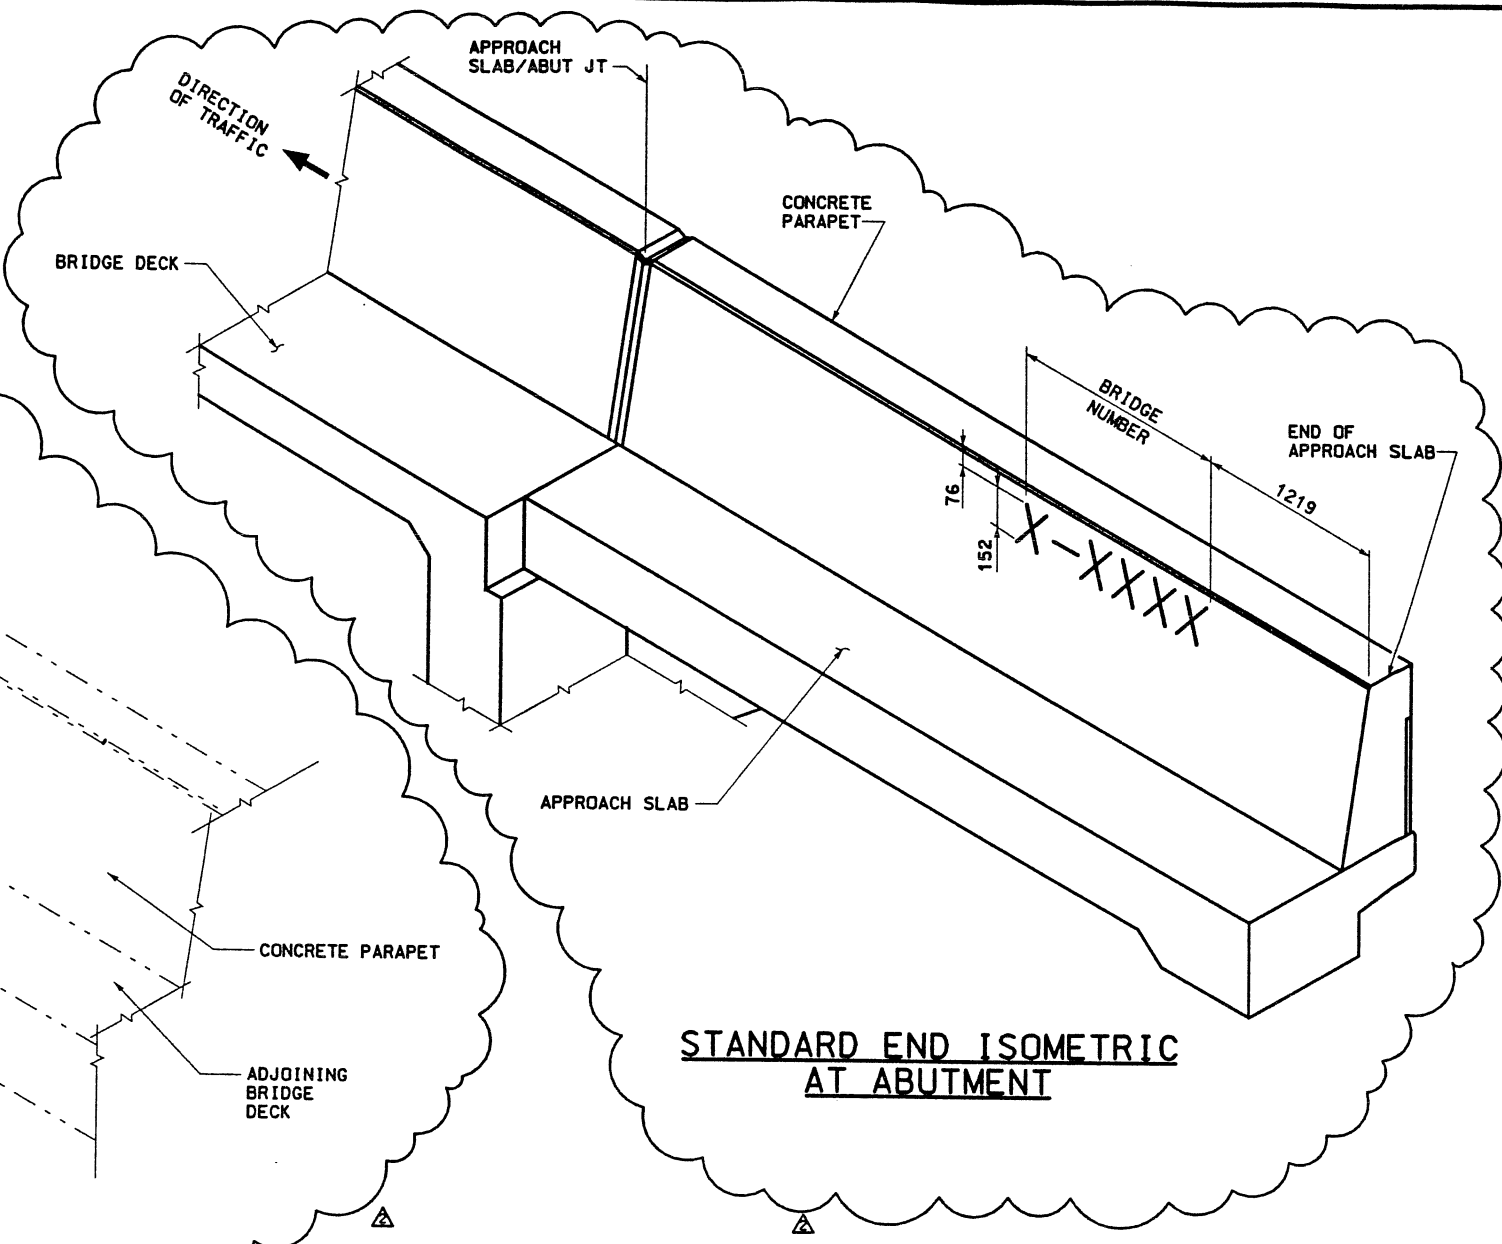 APPROACH
SLAB/ABUT JT
DIRECTION
OF TRAFFIC
CONCRETE
PARAPET
BRIDGE DECK
BRIDGE
NUMBER
END OF
APPROACH SLAB
1219
76
152
X-XXXX
APPROACH SLAB
CONCRETE PARAPET
ADJOINING
BRIDGE
DECK
STANDARD END ISOMETRIC
AT ABUTMENT
2
2